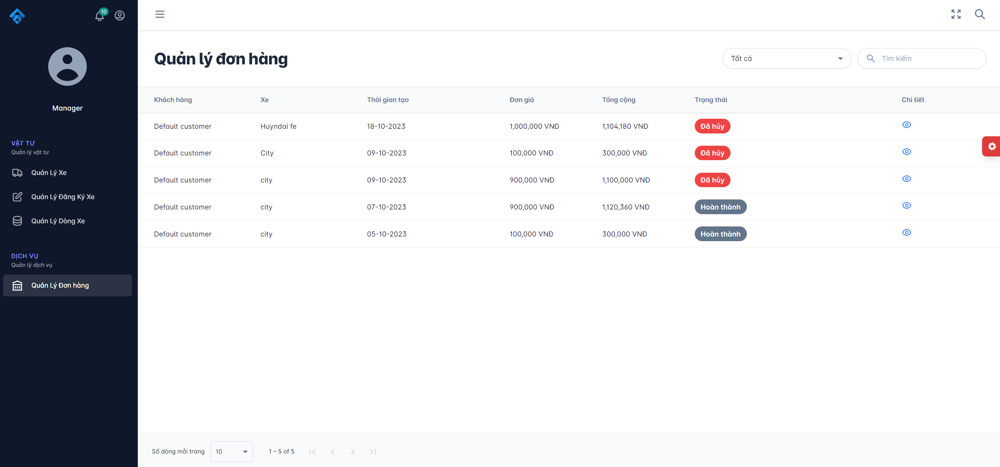 10
Manager
VẬT TƯ
Quản lý vật tư
Quản Lý Xe
Quản Lý Đăng Ký Xe
Quản Lý Dòng Xe
DỊCH VỤ
Quản lý dịch vụ
Quản Lý Đơn hàng
Quản lý đơn hàng
Tất cả
Tìm kiếm
Khách hàng Xe Thời gian tạo Đơn giá Tổng cộng Trạng thái Chi tiết
Default customer Huyndai fe 18-10-2023 1,000,000 VNĐ 1,104,180 VNĐ Đã hủy
Default customer City 09-10-2023 100,000 VNĐ 300,000 VNĐ Đã hủy
Default customer city 09-10-2023 900,000 VNĐ 1,100,000 VNĐ Đã hủy
Default customer city 07-10-2023 900,000 VNĐ 1,120,360 VNĐ Hoàn thành
Default customer city 05-10-2023 100,000 VNĐ 300,000 VNĐ Hoàn thành
Số dòng mỗi trang 10 1 – 5 of 5